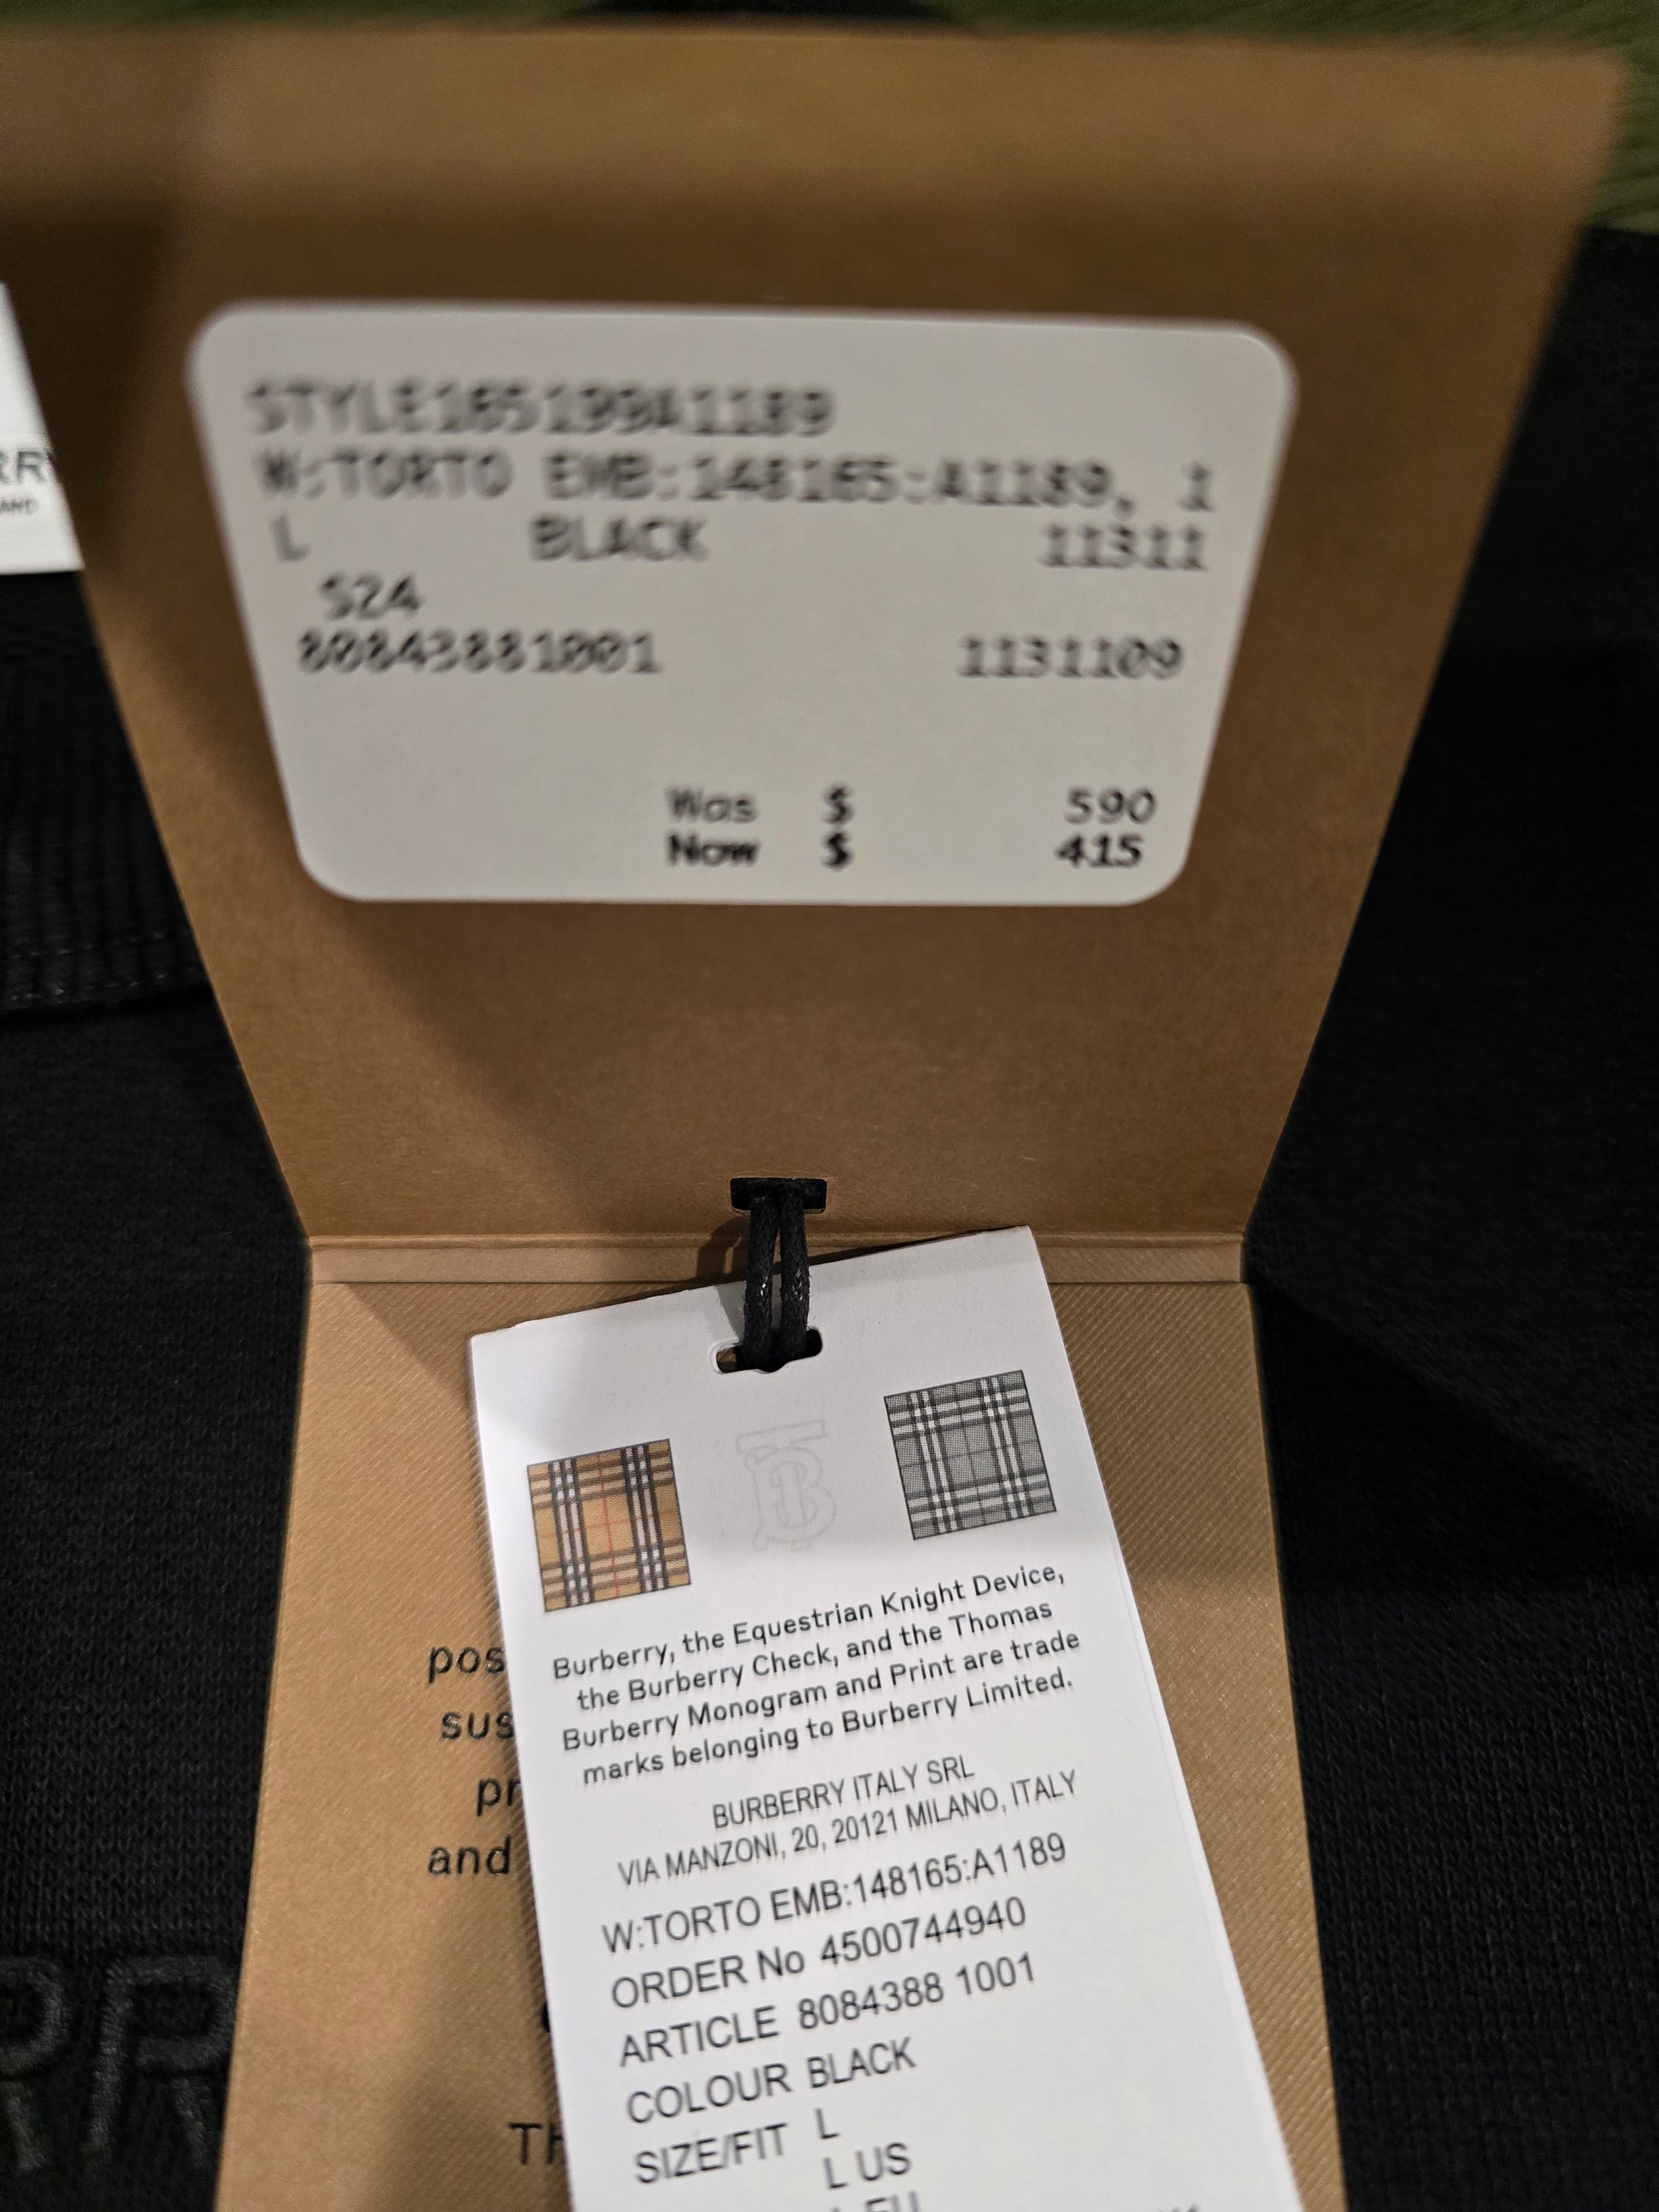 STYLE165199A1189
W:TORTO EMB:148165:A1189, 1
L BLACK 11311
S24
80843881001 1131109
Was $ 590
Now $ 415
Burberry, the Equestrian Knight Device,
the Burberry Check, and the Thomas
Burberry Monogram and Print are trade
marks belonging to Burberry Limited.
BURBERRY ITALY SRL
VIA MANZONI, 20, 20121 MILANO, ITALY
W:TORTO EMB:148165:A1189
ORDER No 4500744940
ARTICLE 8084388 1001
COLOUR BLACK
SIZE/FIT L
L US
and